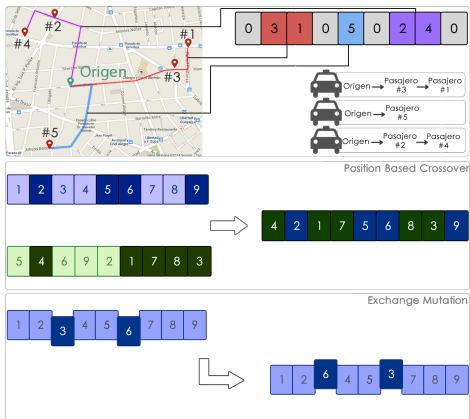 #2
#4
#1
#3
Origen
#5
0 3 1 0 5 0 2 4 0
Origen → Pasajero #3 → Pasajero #1
Origen → Pasajero #5
Origen → Pasajero #2 → Pasajero #4
Position Based Crossover
1 2 3 4 5 6 7 8 9
4 2 1 7 5 6 8 3 9
5 4 6 9 2 1 7 8 3
Exchange Mutation
1 2 3 4 5 6 7 8 9
1 2 6 4 5 3 7 8 9